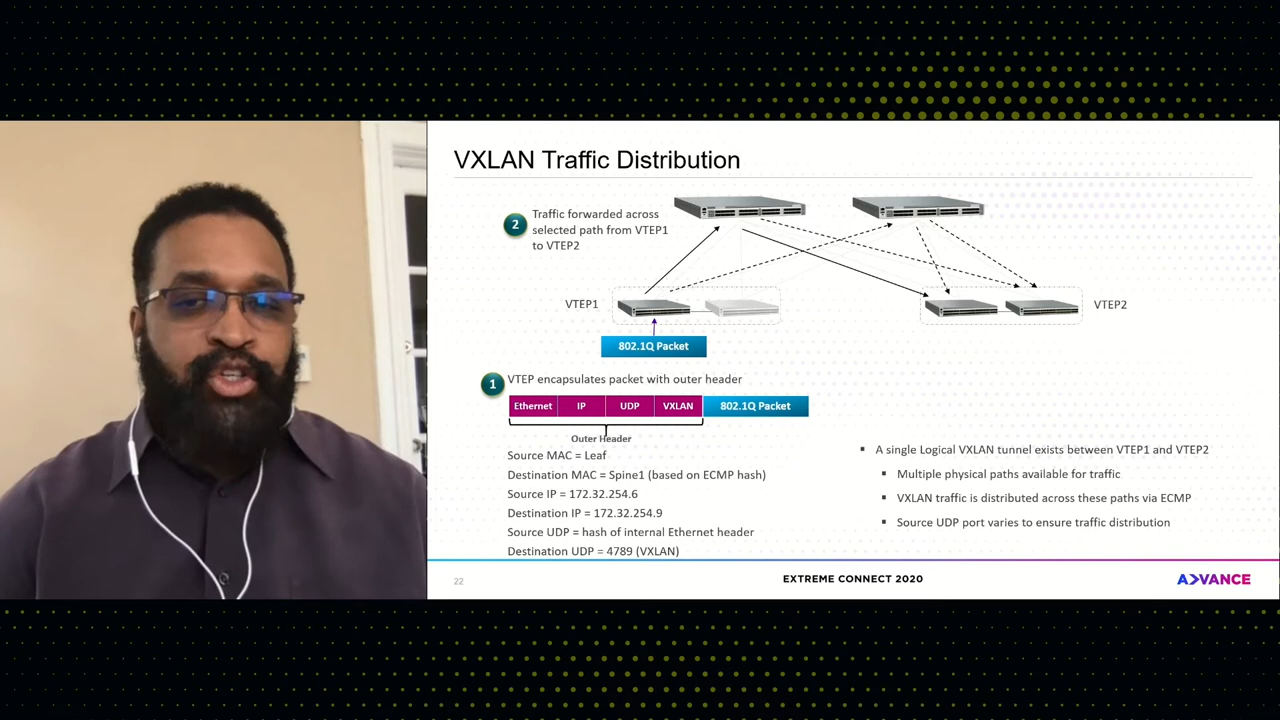 VXLAN Traffic Distribution
2
Traffic forwarded across
selected path from VTEP1
to VTEP2
VTEP1
VTEP2
802.1Q Packet
1
VTEP encapsulates packet with outer header
Ethernet IP UDP VXLAN 802.1Q Packet
Outer Header
Source MAC = Leaf
Destination MAC = Spine1 (based on ECMP hash)
Source IP = 172.32.254.6
Destination IP = 172.32.254.9
Source UDP = hash of internal Ethernet header
Destination UDP = 4789 (VXLAN)
▪ A single Logical VXLAN tunnel exists between VTEP1 and VTEP2
▪ Multiple physical paths available for traffic
▪ VXLAN traffic is distributed across these paths via ECMP
▪ Source UDP port varies to ensure traffic distribution
22
EXTREME CONNECT 2020
ADVANCE